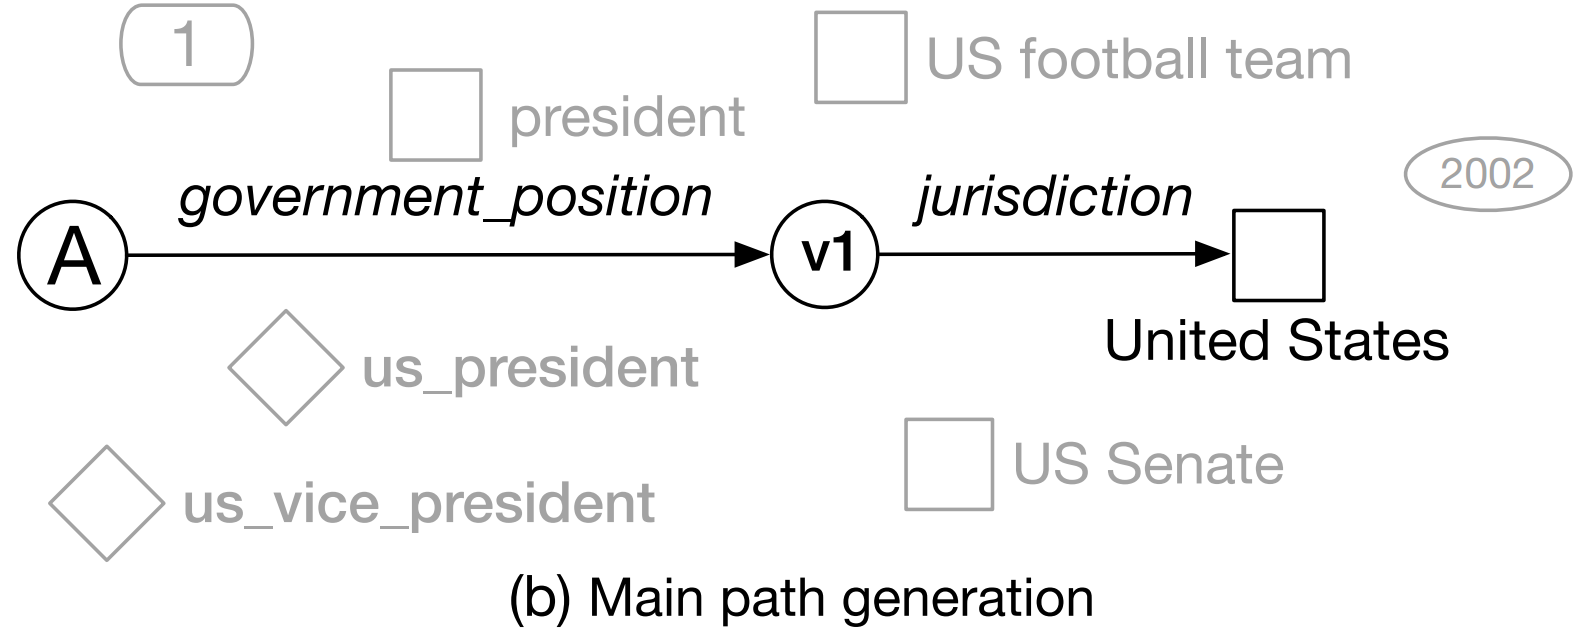 1
US football team
president
2002
government_position
jurisdiction
A
v1
United States
us_president
US Senate
us_vice_president
(b) Main path generation